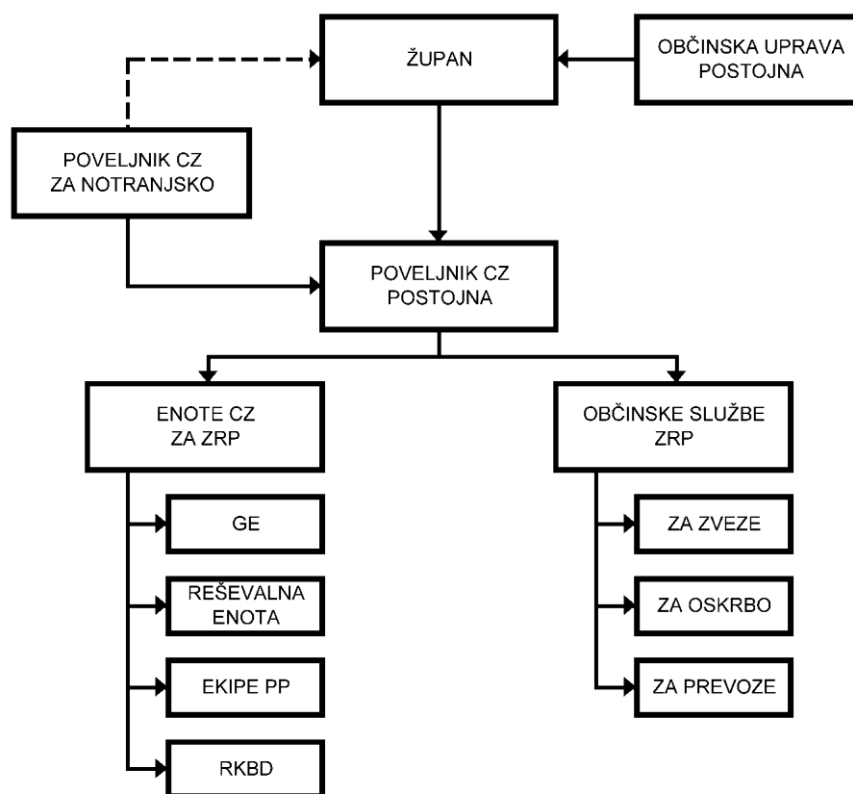 ŽUPAN
OBČINSKA UPRAVA
POSTOJNA
POVELJNIK CZ
ZA NOTRANJSKO
POVELJNIK CZ
POSTOJNA
ENOTE CZ
ZA ZRP
OBČINSKE SLUŽBE
ZRP
GE
REŠEVALNA
ENOTA
EKIPE PP
RKBD
ZA ZVEZE
ZA OSKRBO
ZA PREVOZE